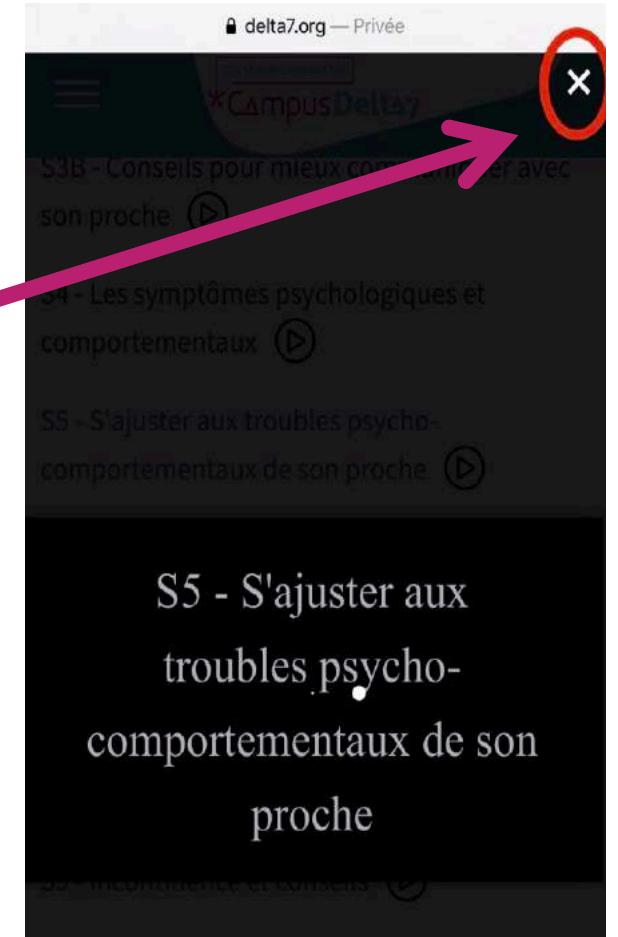 delta7.org — Privée
×
*CampusDelta7
S3B - Conseils pour mieux communiquer avec
son proche
S4 - Les symptômes psychologiques et
comportementaux
S5 - S'ajuster aux troubles psycho-
comportementaux de son proche
S5 - S'ajuster aux
troubles psycho-
comportementaux de son
proche
Incontinence et conseils